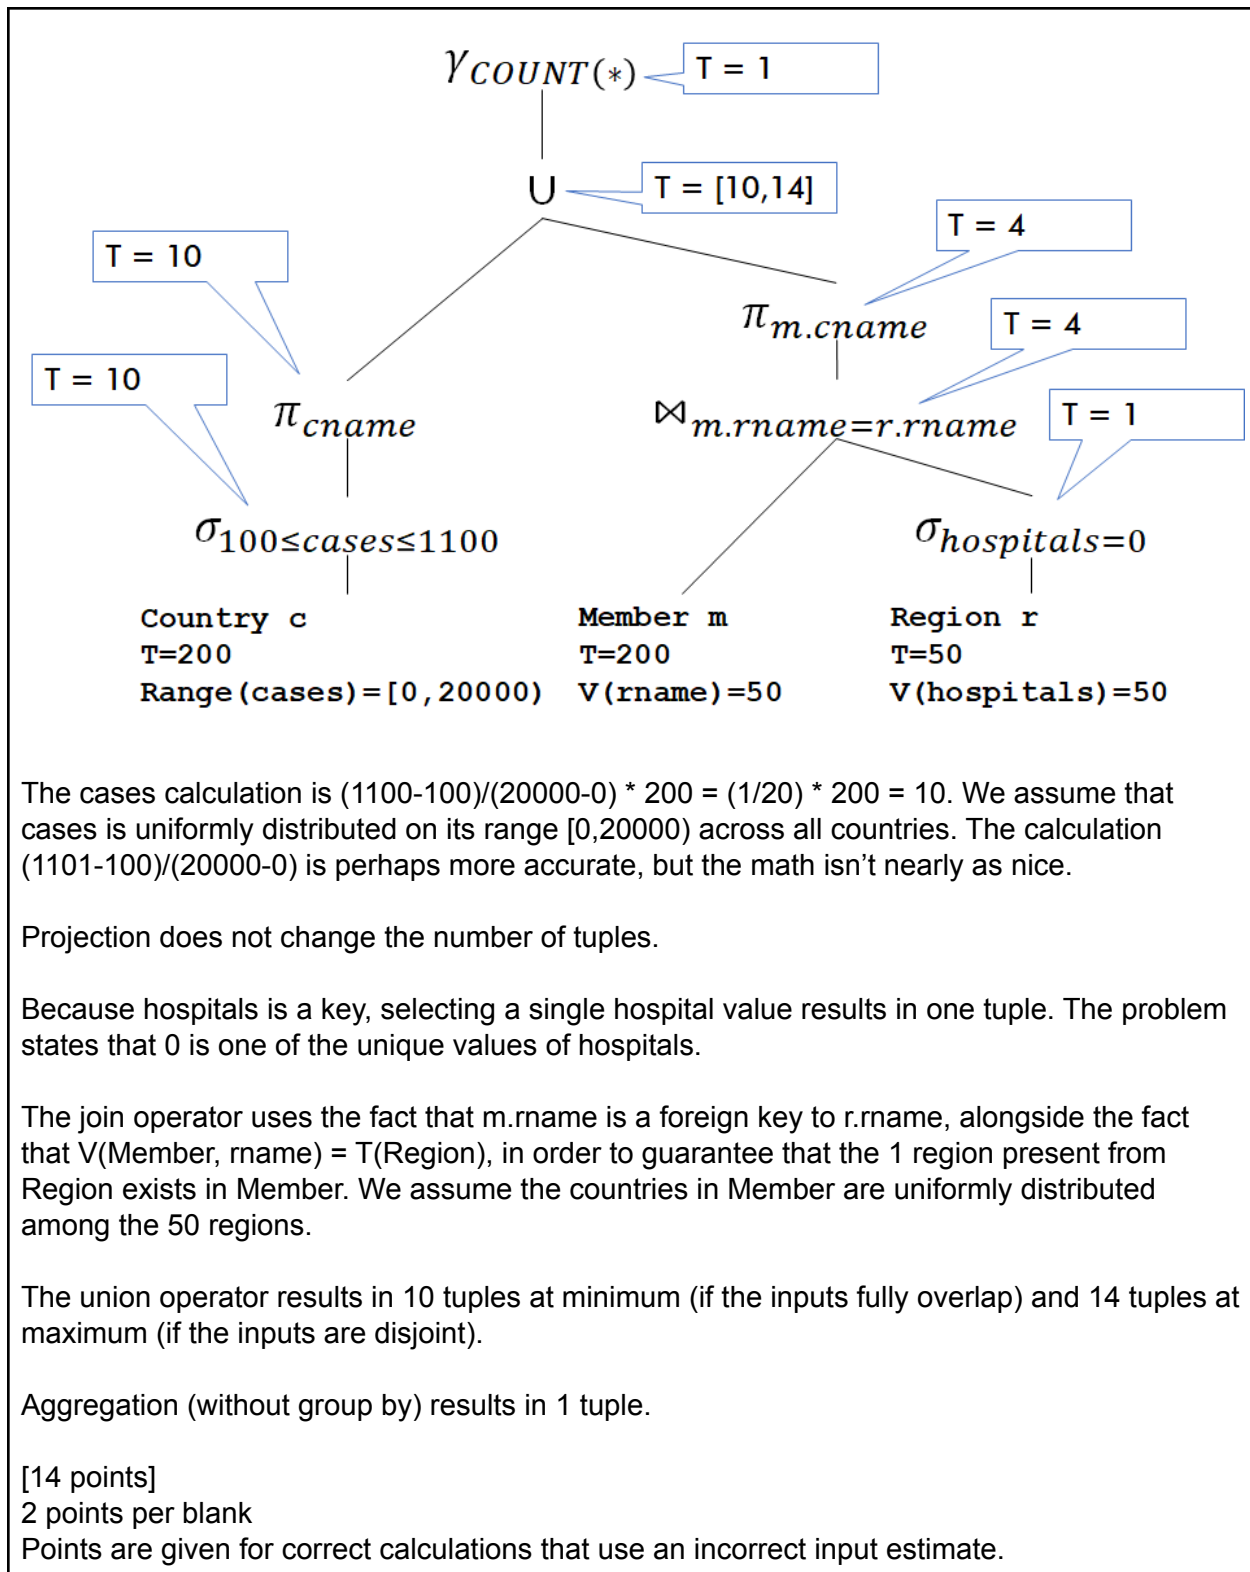 γCOUNT(*)
T = 1
∪
T = [10,14]
T = 10
T = 4
πm.cname
T = 4
T = 10
πcname
⋈m.rname=r.rname
T = 1
σ100≤cases≤1100
σhospitals=0
Country c
T=200
Range(cases)=[0,20000)
Member m
T=200
V(rname)=50
Region r
T=50
V(hospitals)=50
The cases calculation is (1100-100)/(20000-0) * 200 = (1/20) * 200 = 10. We assume that
cases is uniformly distributed on its range [0,20000) across all countries. The calculation
(1101-100)/(20000-0) is perhaps more accurate, but the math isn’t nearly as nice.
Projection does not change the number of tuples.
Because hospitals is a key, selecting a single hospital value results in one tuple. The problem
states that 0 is one of the unique values of hospitals.
The join operator uses the fact that m.rname is a foreign key to r.rname, alongside the fact
that V(Member, rname) = T(Region), in order to guarantee that the 1 region present from
Region exists in Member. We assume the countries in Member are uniformly distributed
among the 50 regions.
The union operator results in 10 tuples at minimum (if the inputs fully overlap) and 14 tuples at
maximum (if the inputs are disjoint).
Aggregation (without group by) results in 1 tuple.
[14 points]
2 points per blank
Points are given for correct calculations that use an incorrect input estimate.